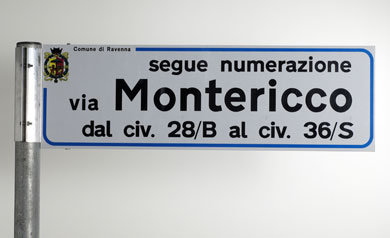 Comune di Ravenna
segue numerazione
via Montericco
dal civ. 28/B al civ. 36/S